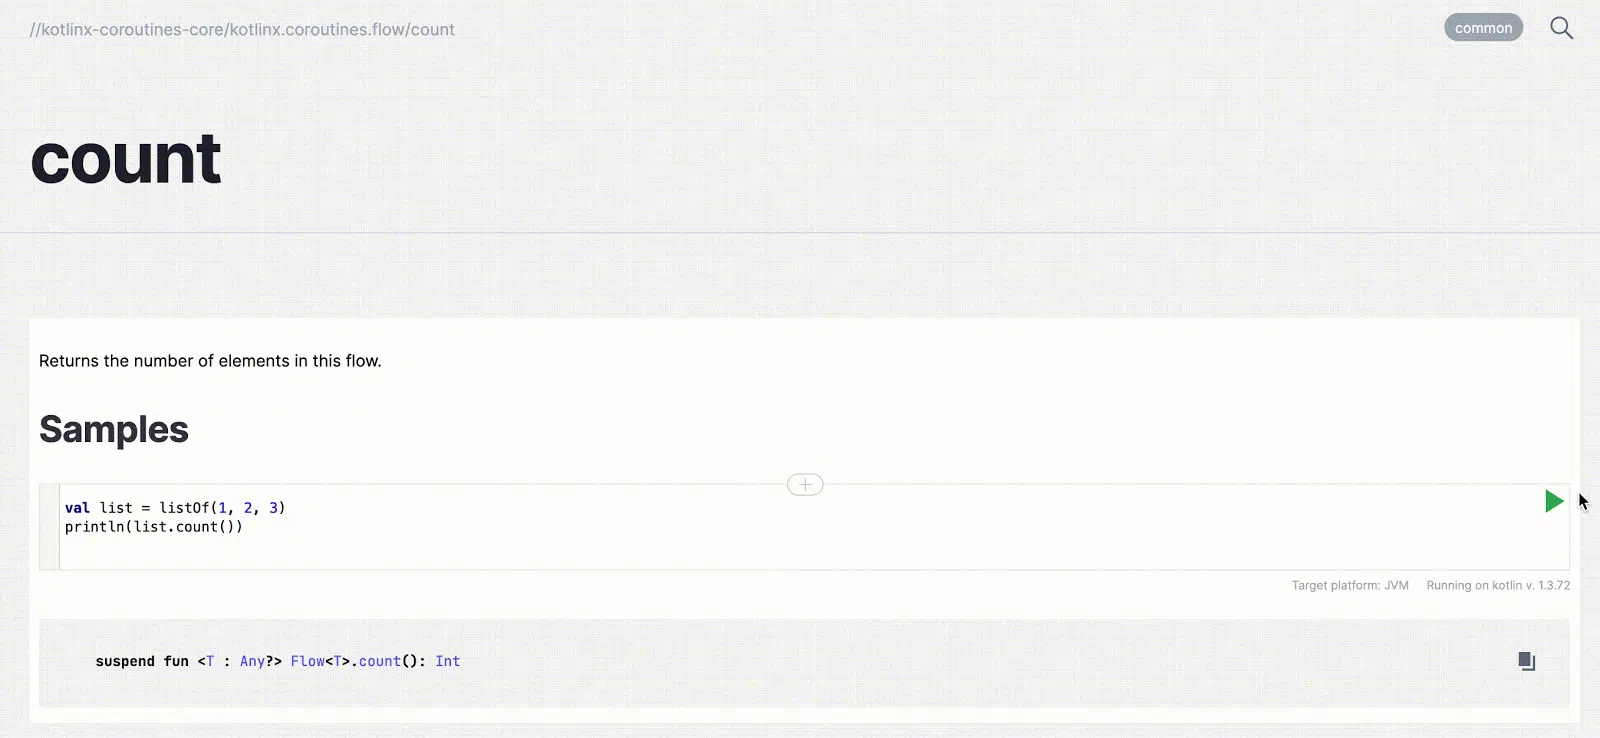 //kotlinx-coroutines-core/kotlinx.coroutines.flow/count
common
count
Returns the number of elements in this flow.
Samples
val list = listOf(1, 2, 3)
println(list.count())
Target platform: JVM Running on kotlin v. 1.3.72
suspend fun <T : Any?> Flow<T>.count(): Int